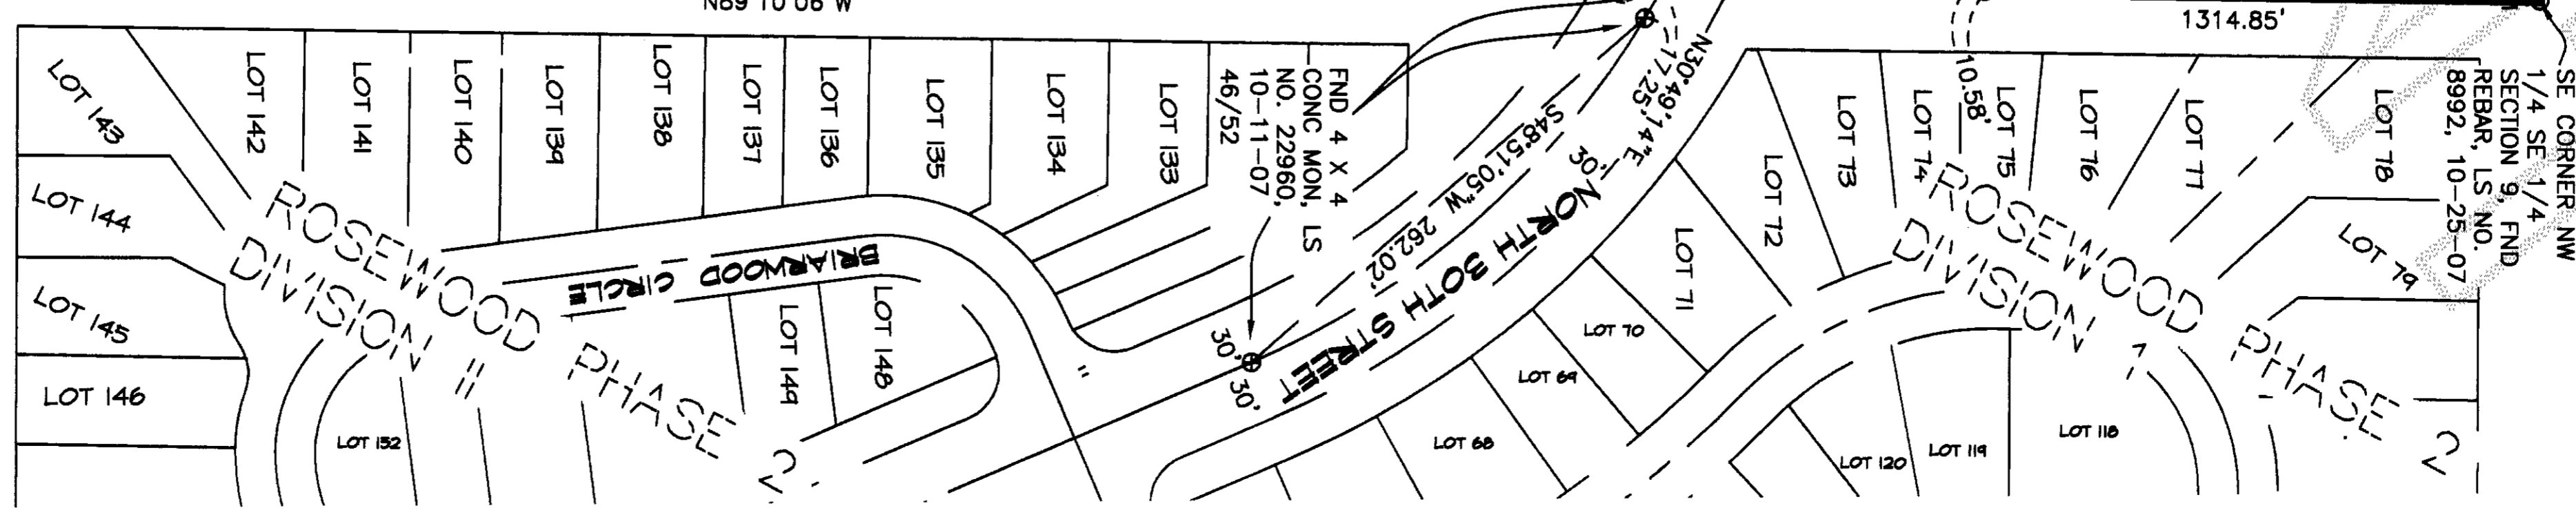 N89°10'06"W
1314.85'
SE CORNER NW
1/4 SE 1/4
SECTION 9, FND
REBAR, LS NO.
8992, 10-25-07
LOT 143
LOT 142
LOT 141
LOT 140
LOT 139
LOT 138
LOT 137
LOT 136
LOT 135
LOT 134
LOT 133
FND 4 X 4
CONC MON, LS
NO. 22960,
10-11-07
46/52
N30°49'14"E
17.25'
S48°51'05"W 262.02'
30'
30'
30'
NORTH 30TH STREET
10.58'
LOT 73
LOT 74
LOT 75
LOT 76
LOT 77
LOT 78
LOT 72
LOT 71
LOT 79
LOT 70
LOT 69
LOT 68
LOT 144
LOT 145
LOT 146
ROSEWOOD PHASE 2
DIVISION II
BRIARWOOD CIRCLE
LOT 149
LOT 148
LOT 152
ROSEWOOD PHASE 2
DIVISION 1
LOT 120
LOT 119
LOT 118